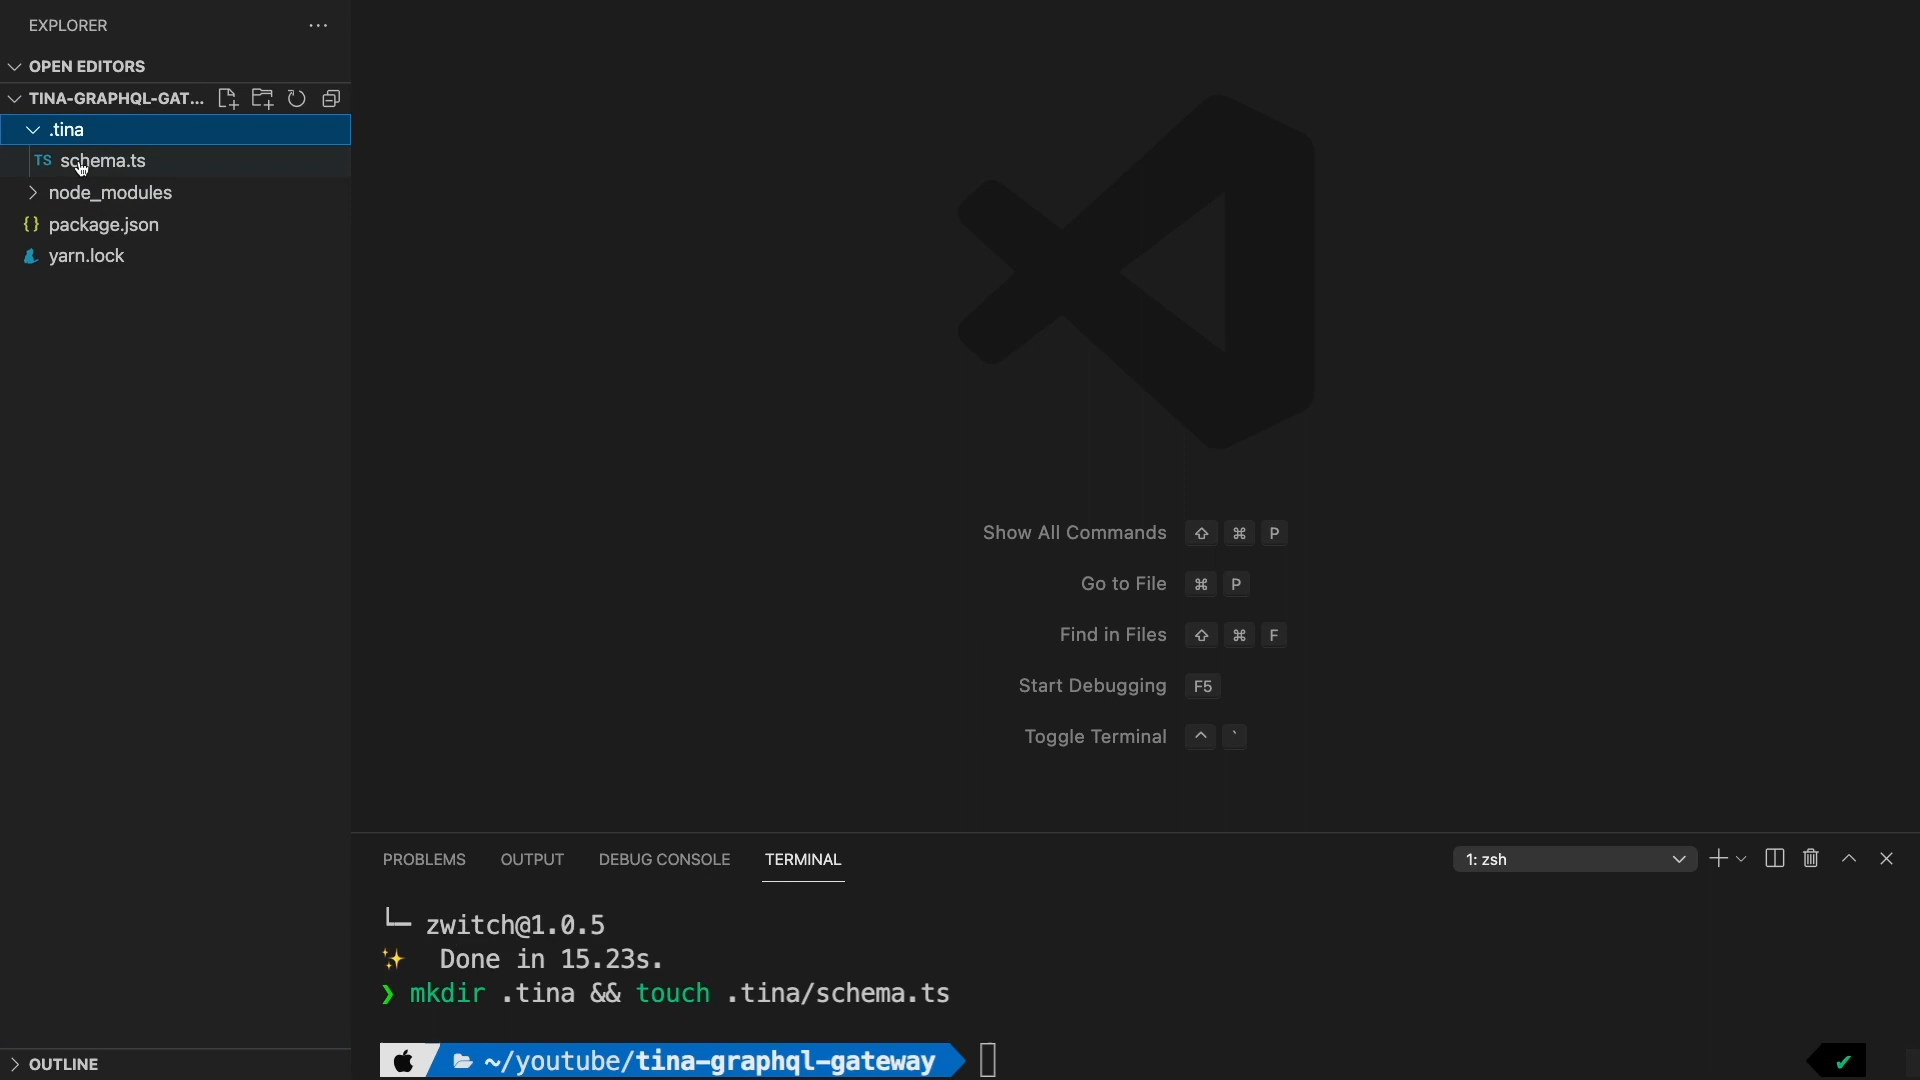 EXPLORER
OPEN EDITORS
TINA-GRAPHQL-GAT...
.tina
TS schema.ts
node_modules
{} package.json
yarn.lock
OUTLINE
Show All Commands ⇧ ⌘ P
Go to File ⌘ P
Find in Files ⇧ ⌘ F
Start Debugging F5
Toggle Terminal ^ `
PROBLEMS OUTPUT DEBUG CONSOLE TERMINAL 1: zsh
└─ zwitch@1.0.5
✨ Done in 15.23s.
❯ mkdir .tina && touch .tina/schema.ts
~/youtube/tina-graphql-gateway ✔